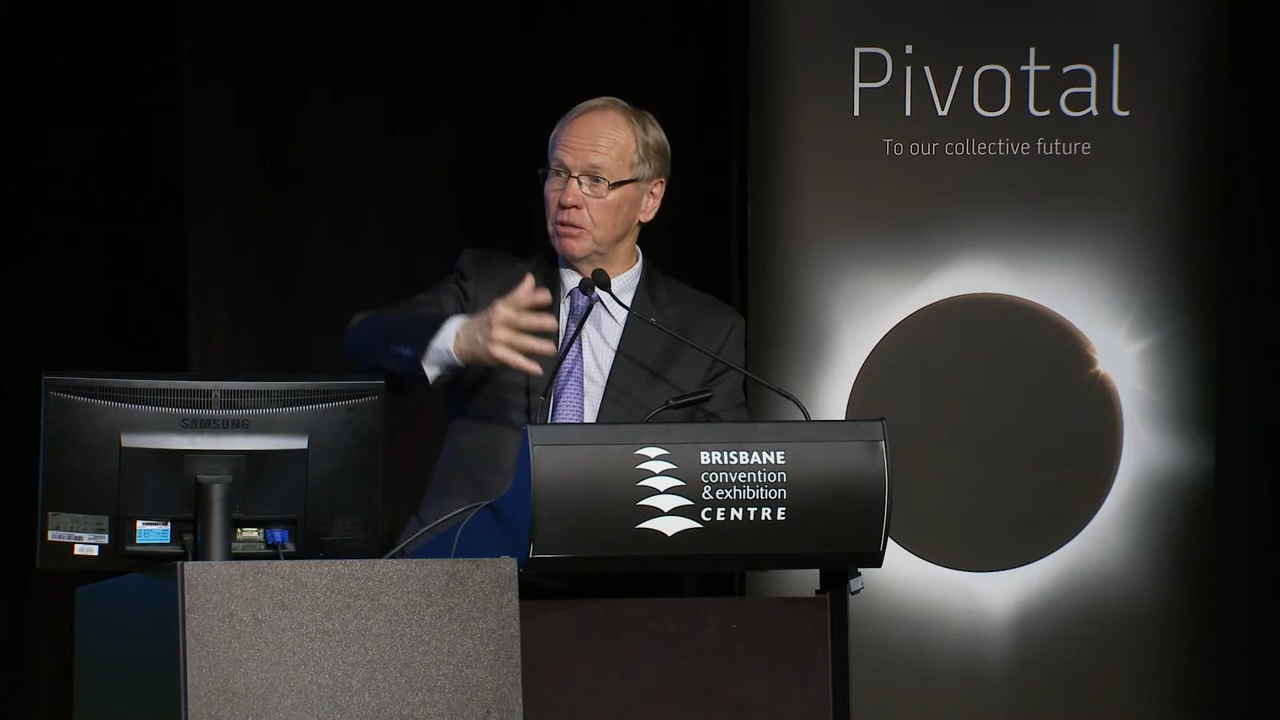 Pivotal
To our collective future
SAMSUNG
BRISBANE
convention
& exhibition
CENTRE